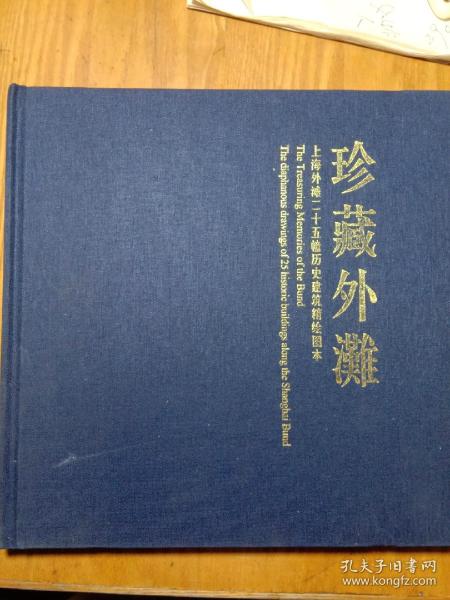 珍藏外灘
上海外滩二十五幢历史建筑精绘图本
The Treasuring Memories of the Bund
The diaphanous drawings of 25 historic buildings along the Shanghai Bund
孔夫子旧书网
www.kongfz.com